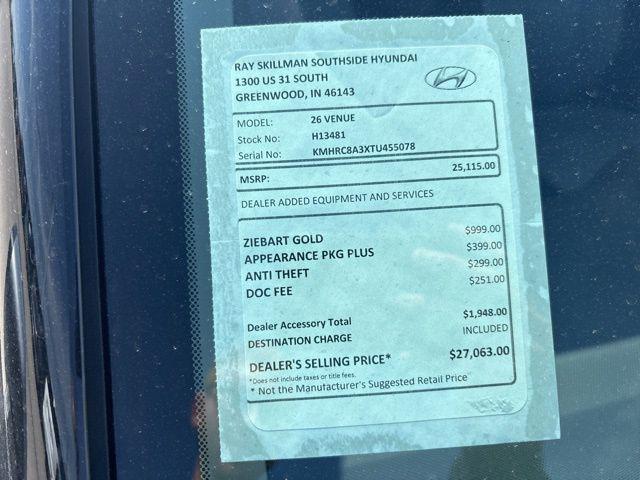 RAY SKILLMAN SOUTHSIDE HYUNDAI
1300 US 31 SOUTH
GREENWOOD, IN 46143
MODEL: 26 VENUE
Stock No: H13481
Serial No: KMHRC8A3XTU455078
MSRP: 25,115.00
DEALER ADDED EQUIPMENT AND SERVICES
ZIEBART GOLD $999.00
APPEARANCE PKG PLUS $399.00
ANTI THEFT $299.00
DOC FEE $251.00
Dealer Accessory Total $1,948.00
DESTINATION CHARGE INCLUDED
DEALER'S SELLING PRICE* $27,063.00
*Does not include taxes or title fees.
* Not the Manufacturer's Suggested Retail Price